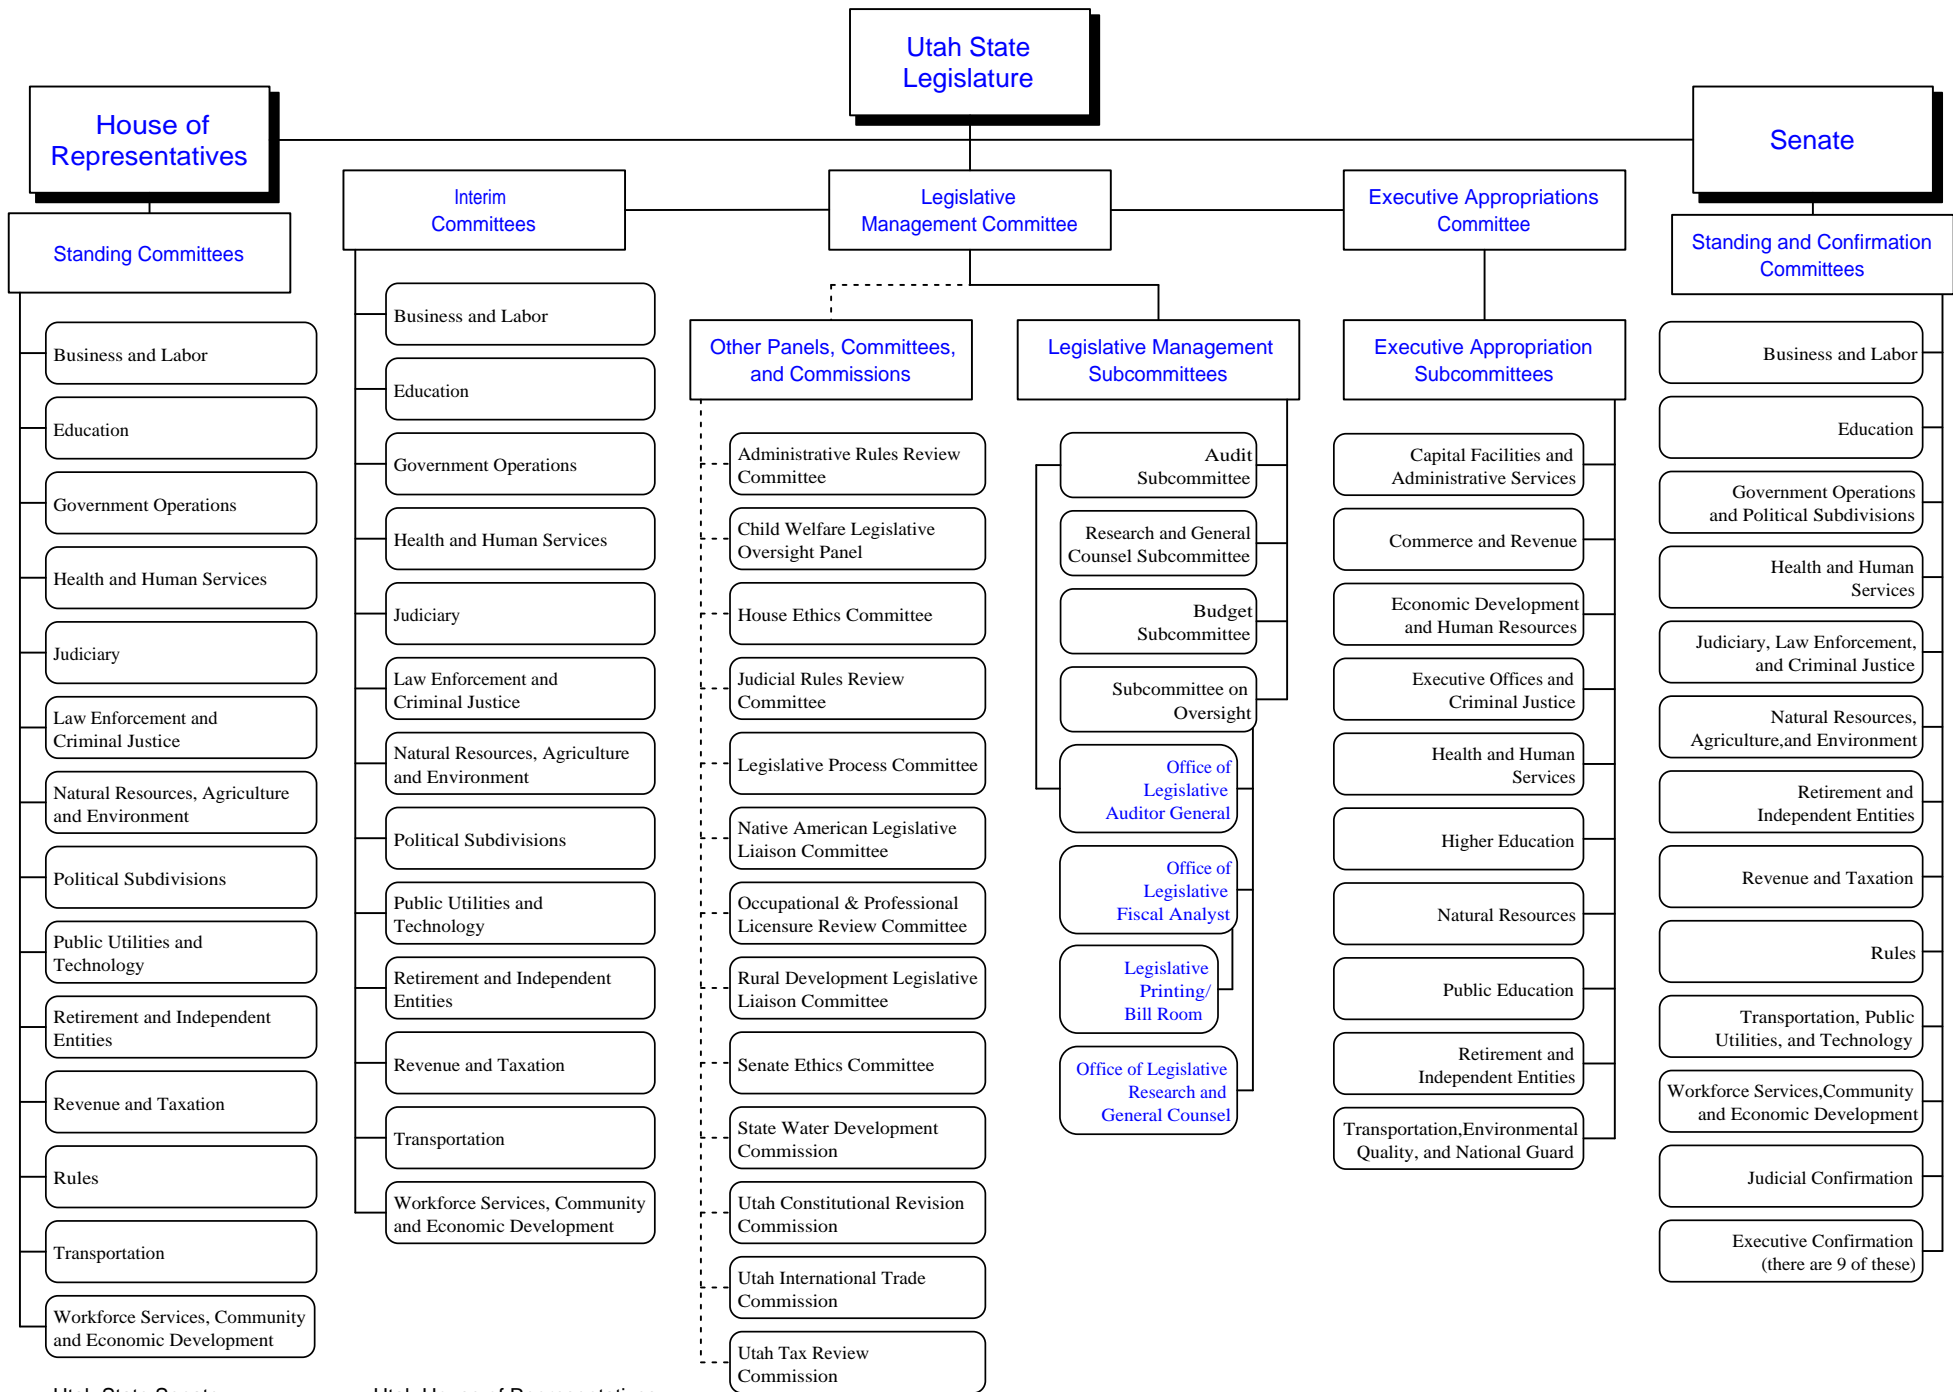 Utah State
Legislature
House of
Representatives
Senate
Interim
Committees
Legislative
Management Committee
Executive Appropriations
Committee
Standing Committees
Standing and Confirmation
Committees
Business and Labor
Education
Government Operations
Health and Human Services
Judiciary
Law Enforcement and
Criminal Justice
Natural Resources, Agriculture
and Environment
Political Subdivisions
Public Utilities and
Technology
Retirement and Independent
Entities
Revenue and Taxation
Rules
Transportation
Workforce Services, Community
and Economic Development
Business and Labor
Education
Government Operations
Health and Human Services
Judiciary
Law Enforcement and
Criminal Justice
Natural Resources, Agriculture
and Environment
Political Subdivisions
Public Utilities and
Technology
Retirement and Independent
Entities
Revenue and Taxation
Transportation
Workforce Services, Community
and Economic Development
Other Panels, Committees,
and Commissions
Administrative Rules Review
Committee
Child Welfare Legislative
Oversight Panel
House Ethics Committee
Judicial Rules Review
Committee
Legislative Process Committee
Native American Legislative
Liaison Committee
Occupational & Professional
Licensure Review Committee
Rural Development Legislative
Liaison Committee
Senate Ethics Committee
State Water Development
Commission
Utah Constitutional Revision
Commission
Utah International Trade
Commission
Utah Tax Review
Commission
Legislative Management
Subcommittees
Audit
Subcommittee
Research and General
Counsel Subcommittee
Budget
Subcommittee
Subcommittee on
Oversight
Office of
Legislative
Auditor General
Office of
Legislative
Fiscal Analyst
Legislative
Printing/
Bill Room
Office of Legislative
Research and
General Counsel
Executive Appropriation
Subcommittees
Capital Facilities and
Administrative Services
Commerce and Revenue
Economic Development
and Human Resources
Executive Offices and
Criminal Justice
Health and Human
Services
Higher Education
Natural Resources
Public Education
Retirement and
Independent Entities
Transportation,Environmental
Quality, and National Guard
Business and Labor
Education
Government Operations
and Political Subdivisions
Health and Human
Services
Judiciary, Law Enforcement,
and Criminal Justice
Natural Resources,
Agriculture,and Environment
Retirement and
Independent Entities
Revenue and Taxation
Rules
Transportation, Public
Utilities, and Technology
Workforce Services,Community
and Economic Development
Judicial Confirmation
Executive Confirmation
(there are 9 of these)
Utah State Senate
Utah House of Representatives